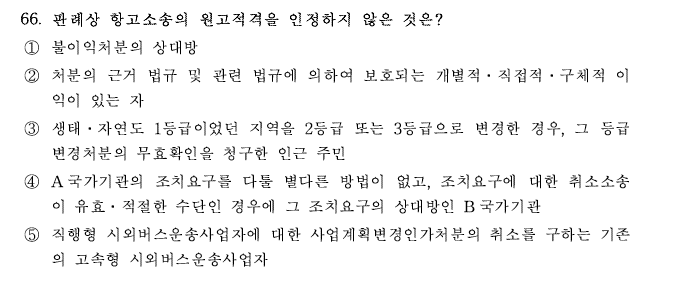 66. 판례상 항고소송의 원고적격을 인정하지 않은 것은?
① 불이익처분의 상대방
② 처분의 근거 법규 및 관련 법규에 의하여 보호되는 개별적·직접적·구체적 이
익이 있는 자
③ 생태·자연도 1등급이었던 지역을 2등급 또는 3등급으로 변경한 경우, 그 등급
변경처분의 무효확인을 청구한 인근 주민
④ A국가기관의 조치요구를 다툴 별다른 방법이 없고, 조치요구에 대한 취소소송
이 유효·적절한 수단인 경우에 그 조치요구의 상대방인 B국가기관
⑤ 직행형 시외버스운송사업자에 대한 사업계획변경인가처분의 취소를 구하는 기존
의 고속형 시외버스운송사업자